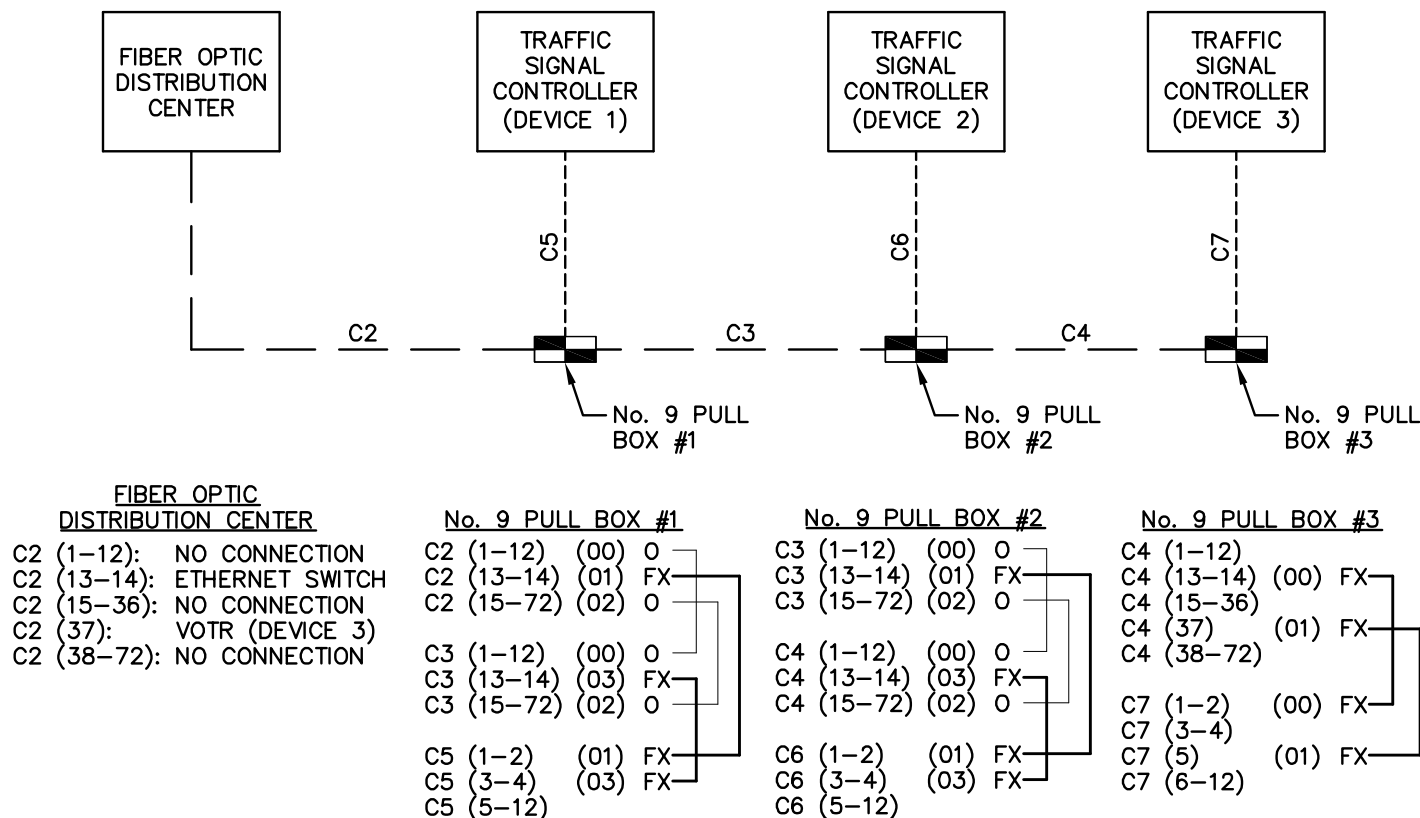 FIBER OPTIC
DISTRIBUTION
CENTER
TRAFFIC
SIGNAL
CONTROLLER
(DEVICE 1)
TRAFFIC
SIGNAL
CONTROLLER
(DEVICE 2)
TRAFFIC
SIGNAL
CONTROLLER
(DEVICE 3)
C5
C6
C7
C2
C3
C4
No. 9 PULL
BOX #1
No. 9 PULL
BOX #2
No. 9 PULL
BOX #3
FIBER OPTIC
DISTRIBUTION CENTER
C2 (1-12): NO CONNECTION
C2 (13-14): ETHERNET SWITCH
C2 (15-36): NO CONNECTION
C2 (37): VOTR (DEVICE 3)
C2 (38-72): NO CONNECTION
No. 9 PULL BOX #1
C2 (1-12) (00) O
C2 (13-14) (01) FX
C2 (15-72) (02) O
C3 (1-12) (00) O
C3 (13-14) (03) FX
C3 (15-72) (02) O
C5 (1-2) (01) FX
C5 (3-4) (03) FX
C5 (5-12)
No. 9 PULL BOX #2
C3 (1-12) (00) O
C3 (13-14) (01) FX
C3 (15-72) (02) O
C4 (1-12) (00) O
C4 (13-14) (03) FX
C4 (15-72) (02) O
C6 (1-2) (01) FX
C6 (3-4) (03) FX
C6 (5-12)
No. 9 PULL BOX #3
C4 (1-12)
C4 (13-14) (00) FX
C4 (15-36)
C4 (37) (01) FX
C4 (38-72)
C7 (1-2) (00) FX
C7 (3-4)
C7 (5) (01) FX
C7 (6-12)